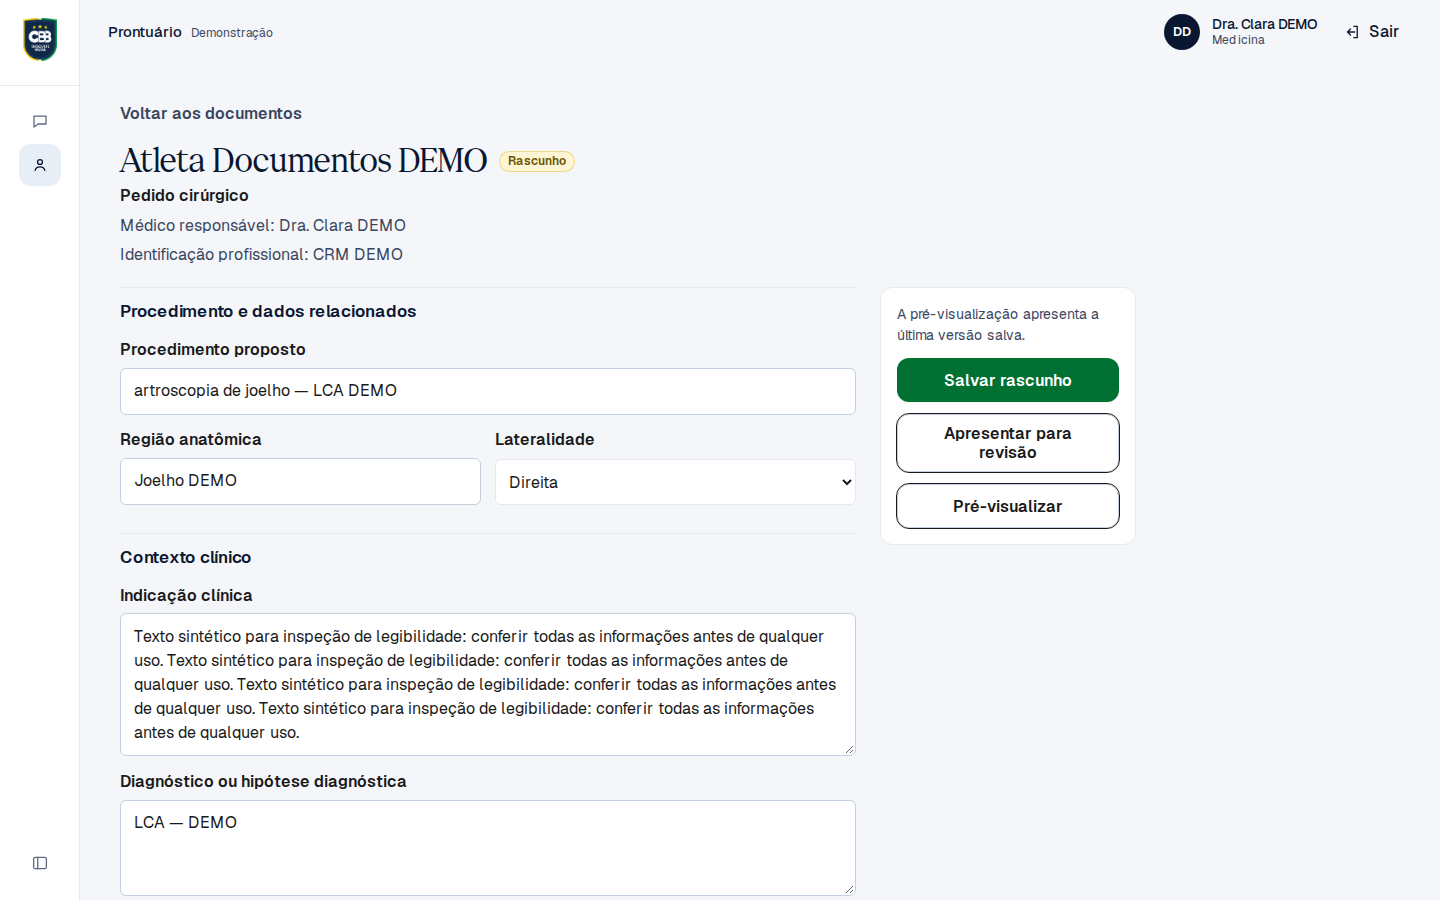 CBB
Prontuário Demonstração
DD
Dra. Clara DEMO
Medicina
Sair
Voltar aos documentos
Atleta Documentos DEMO Rascunho
Pedido cirúrgico
Médico responsável: Dra. Clara DEMO
Identificação profissional: CRM DEMO
Procedimento e dados relacionados
Procedimento proposto
artroscopia de joelho — LCA DEMO
Região anatômica
Joelho DEMO
Lateralidade
Direita
Contexto clínico
Indicação clínica
Texto sintético para inspeção de legibilidade: conferir todas as informações antes de qualquer
uso. Texto sintético para inspeção de legibilidade: conferir todas as informações antes de
qualquer uso. Texto sintético para inspeção de legibilidade: conferir todas as informações antes
de qualquer uso. Texto sintético para inspeção de legibilidade: conferir todas as informações
antes de qualquer uso.
Diagnóstico ou hipótese diagnóstica
LCA — DEMO
A pré-visualização apresenta a
última versão salva.
Salvar rascunho
Apresentar para
revisão
Pré-visualizar